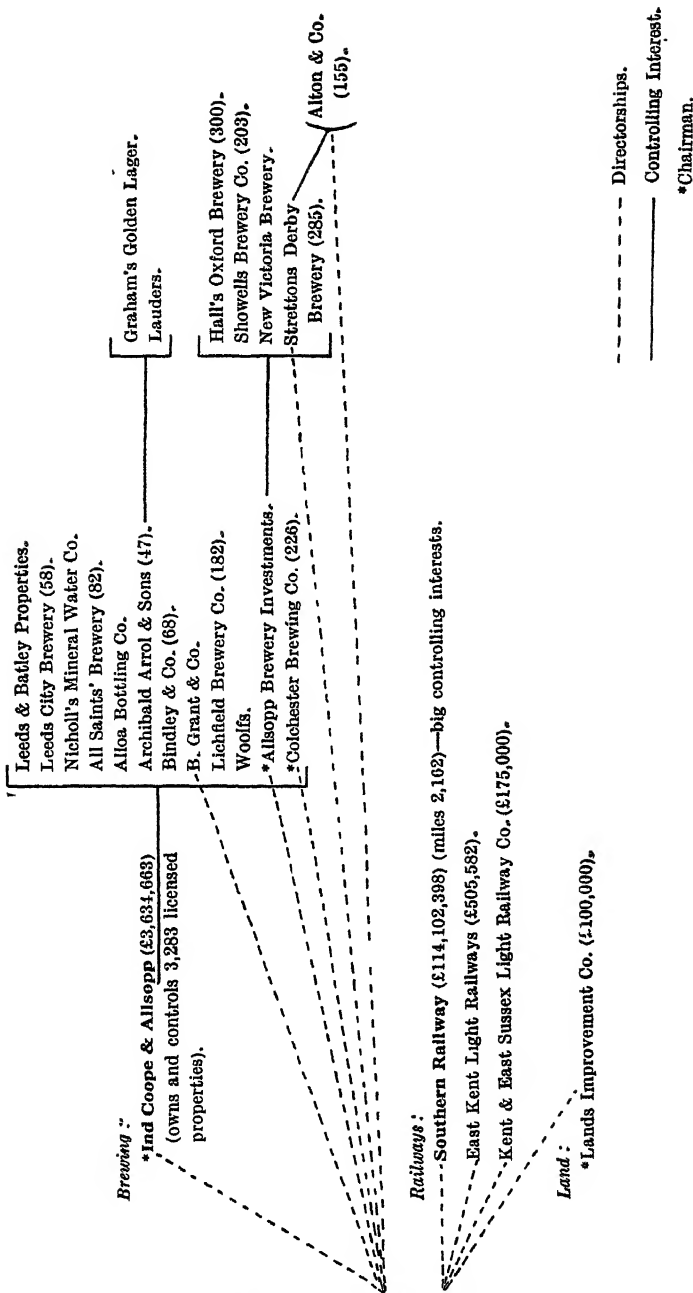 Brewing :
*Ind Coope & Allsopp (£3,634,663)
(owns and controls 3,283 licensed
properties).
Leeds & Batley Properties.
Leeds City Brewery (58).
Nicholl's Mineral Water Co.
All Saints' Brewery (82).
Alloa Bottling Co.
Archibald Arrol & Sons (47).
Bindley & Co. (68).
B. Grant & Co.
Lichfield Brewery Co. (182).
Woolfs.
*Allsopp Brewery Investments.
*Colchester Brewing Co. (226).
Graham's Golden Lager.
Lauders.
Hall's Oxford Brewery (300).
Showells Brewery Co. (203).
New Victoria Brewery.
Strettons Derby
Brewery (285).
Alton & Co.
(155).
Railways :
Southern Railway (£114,102,398) (miles 2,162)—big controlling interests.
East Kent Light Railways (£505,582).
Kent & East Sussex Light Railway Co. (£175,000).
Land :
*Lands Improvement Co. (£100,000).
Directorships.
Controlling Interest.
*Chairman.